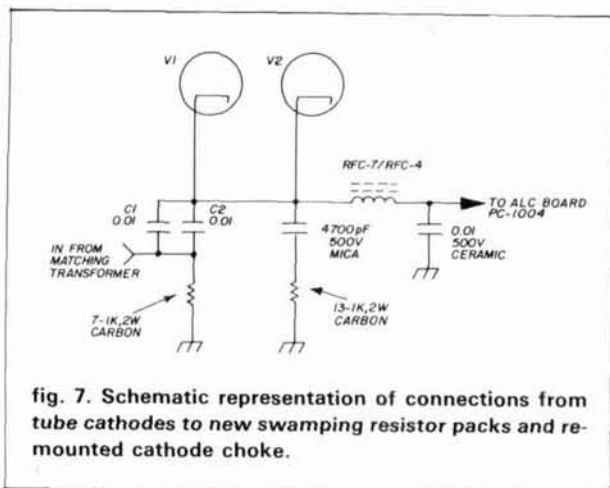 V1
V2
RFC-7/RFC-4
TO ALC BOARD
PC-1004
C1
0.01
C2
0.01
4700pF
500V
MICA
0.01
500V
CERAMIC
IN FROM
MATCHING
TRANSFORMER
7-1K,2W
CARBON
13-1K,2W
CARBON
fig. 7. Schematic representation of connections from
tube cathodes to new swamping resistor packs and re-
mounted cathode choke.